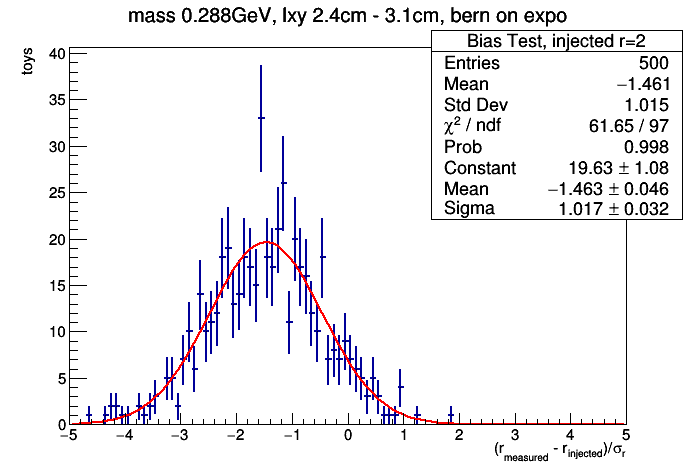 mass 0.288GeV, lxy 2.4cm - 3.1cm, bern on expo
toys
Bias Test, injected r=2
Entries 500
Mean −1.461
Std Dev 1.015
χ² / ndf 61.65 / 97
Prob 0.998
Constant 19.63 ± 1.08
Mean −1.463 ± 0.046
Sigma 1.017 ± 0.032
40
35
30
25
20
15
10
5
0
−5 −4 −3 −2 −1 0 1 2 3 4 5
(r_measured - r_injected)/σ_r